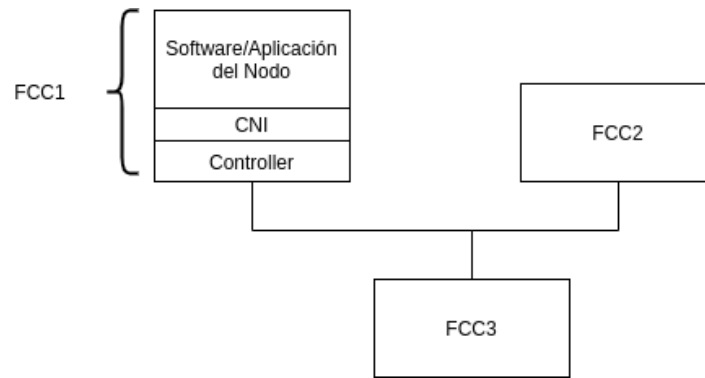 Software/Aplicación
del Nodo
FCC1
CNI
Controller
FCC2
FCC3